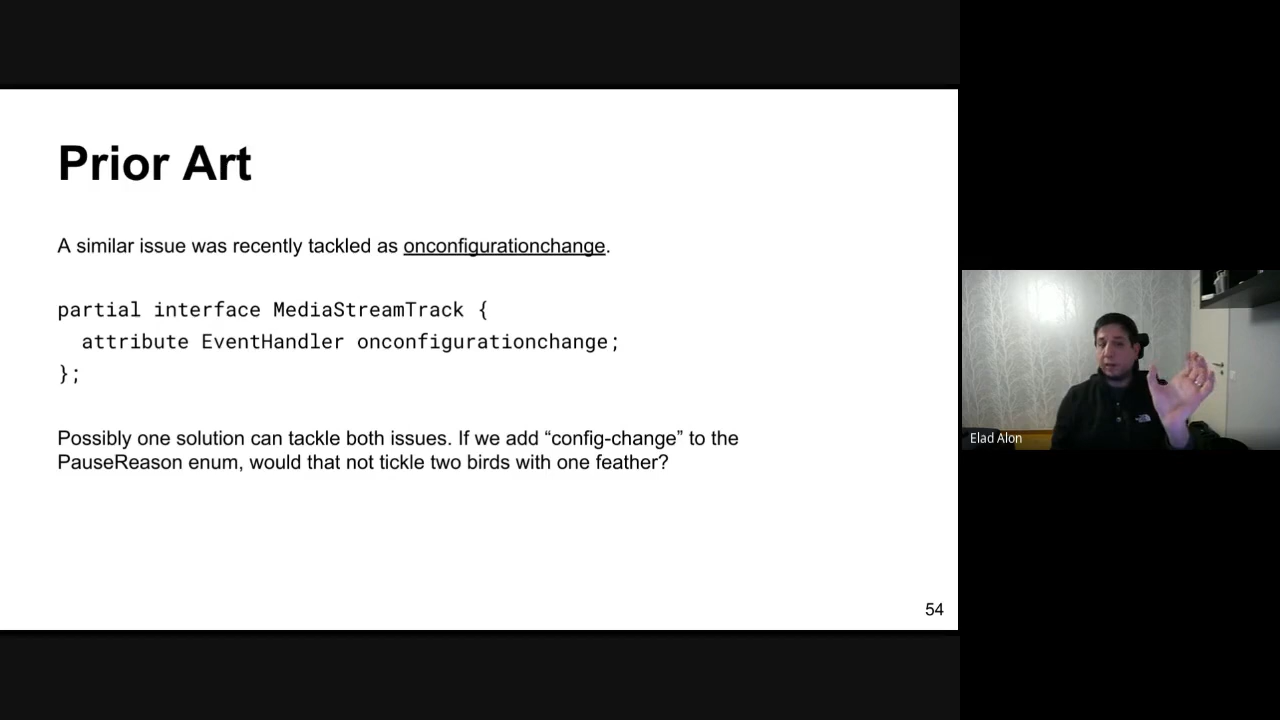 Prior Art
A similar issue was recently tackled as onconfigurationchange.
partial interface MediaStreamTrack {
  attribute EventHandler onconfigurationchange;
};
Possibly one solution can tackle both issues. If we add “config-change” to the
PauseReason enum, would that not tickle two birds with one feather?
54
Elad Alon